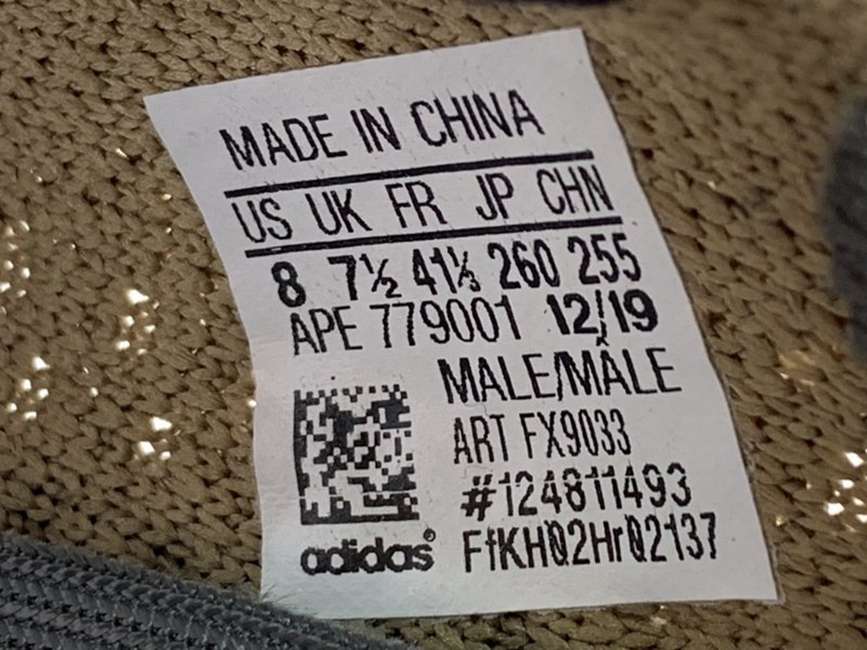 MADE IN CHINA
US UK FR JP CHN
8 7½ 41⅓ 260 255
APE 779001 12/19
MALE/MÂLE
ART FX9033
#124811493
FfKH02Hr02137
adidas®